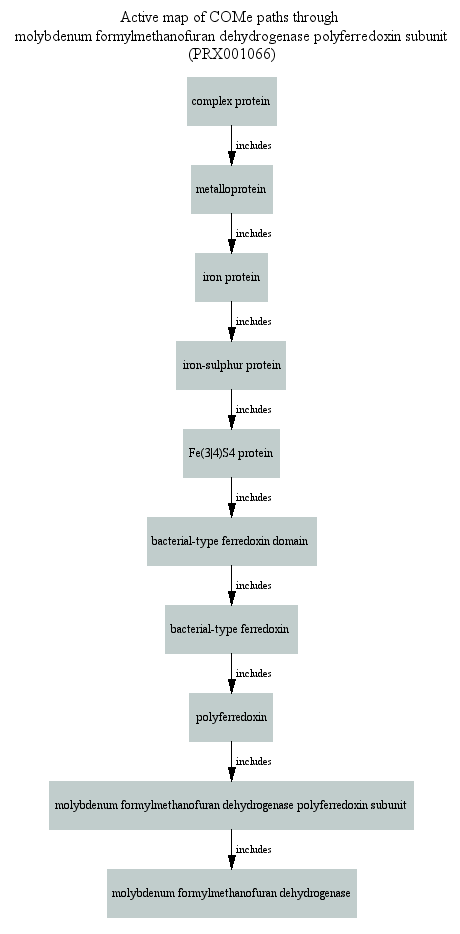 Active map of COMe paths through
molybdenum formylmethanofuran dehydrogenase polyferredoxin subunit
(PRX001066)
complex protein
includes
metalloprotein
includes
iron protein
includes
iron-sulphur protein
includes
Fe(3|4)S4 protein
includes
bacterial-type ferredoxin domain
includes
bacterial-type ferredoxin
includes
polyferredoxin
includes
molybdenum formylmethanofuran dehydrogenase polyferredoxin subunit
includes
molybdenum formylmethanofuran dehydrogenase